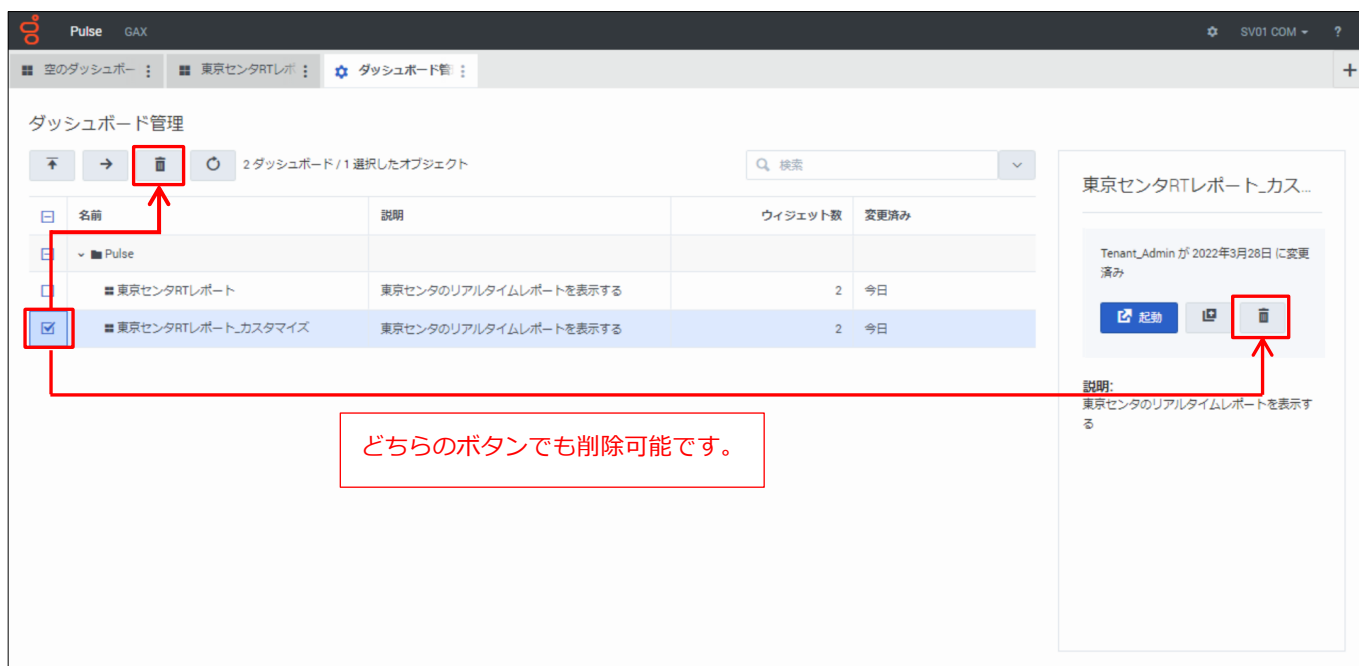 Pulse GAX SV01 COM ?
空のダッシュボー 東京センタRTレポ ダッシュボード管 +
ダッシュボード管理
2 ダッシュボード / 1 選択したオブジェクト 検索
名前 説明 ウィジェット数 変更済み
Pulse
東京センタRTレポート 東京センタのリアルタイムレポートを表示する 2 今日
東京センタRTレポート_カスタマイズ 東京センタのリアルタイムレポートを表示する 2 今日
東京センタRTレポート_カス...
Tenant_Admin が 2022年3月28日 に変更
済み
起動
説明:
東京センタのリアルタイムレポートを表示す
る
どちらのボタンでも削除可能です。